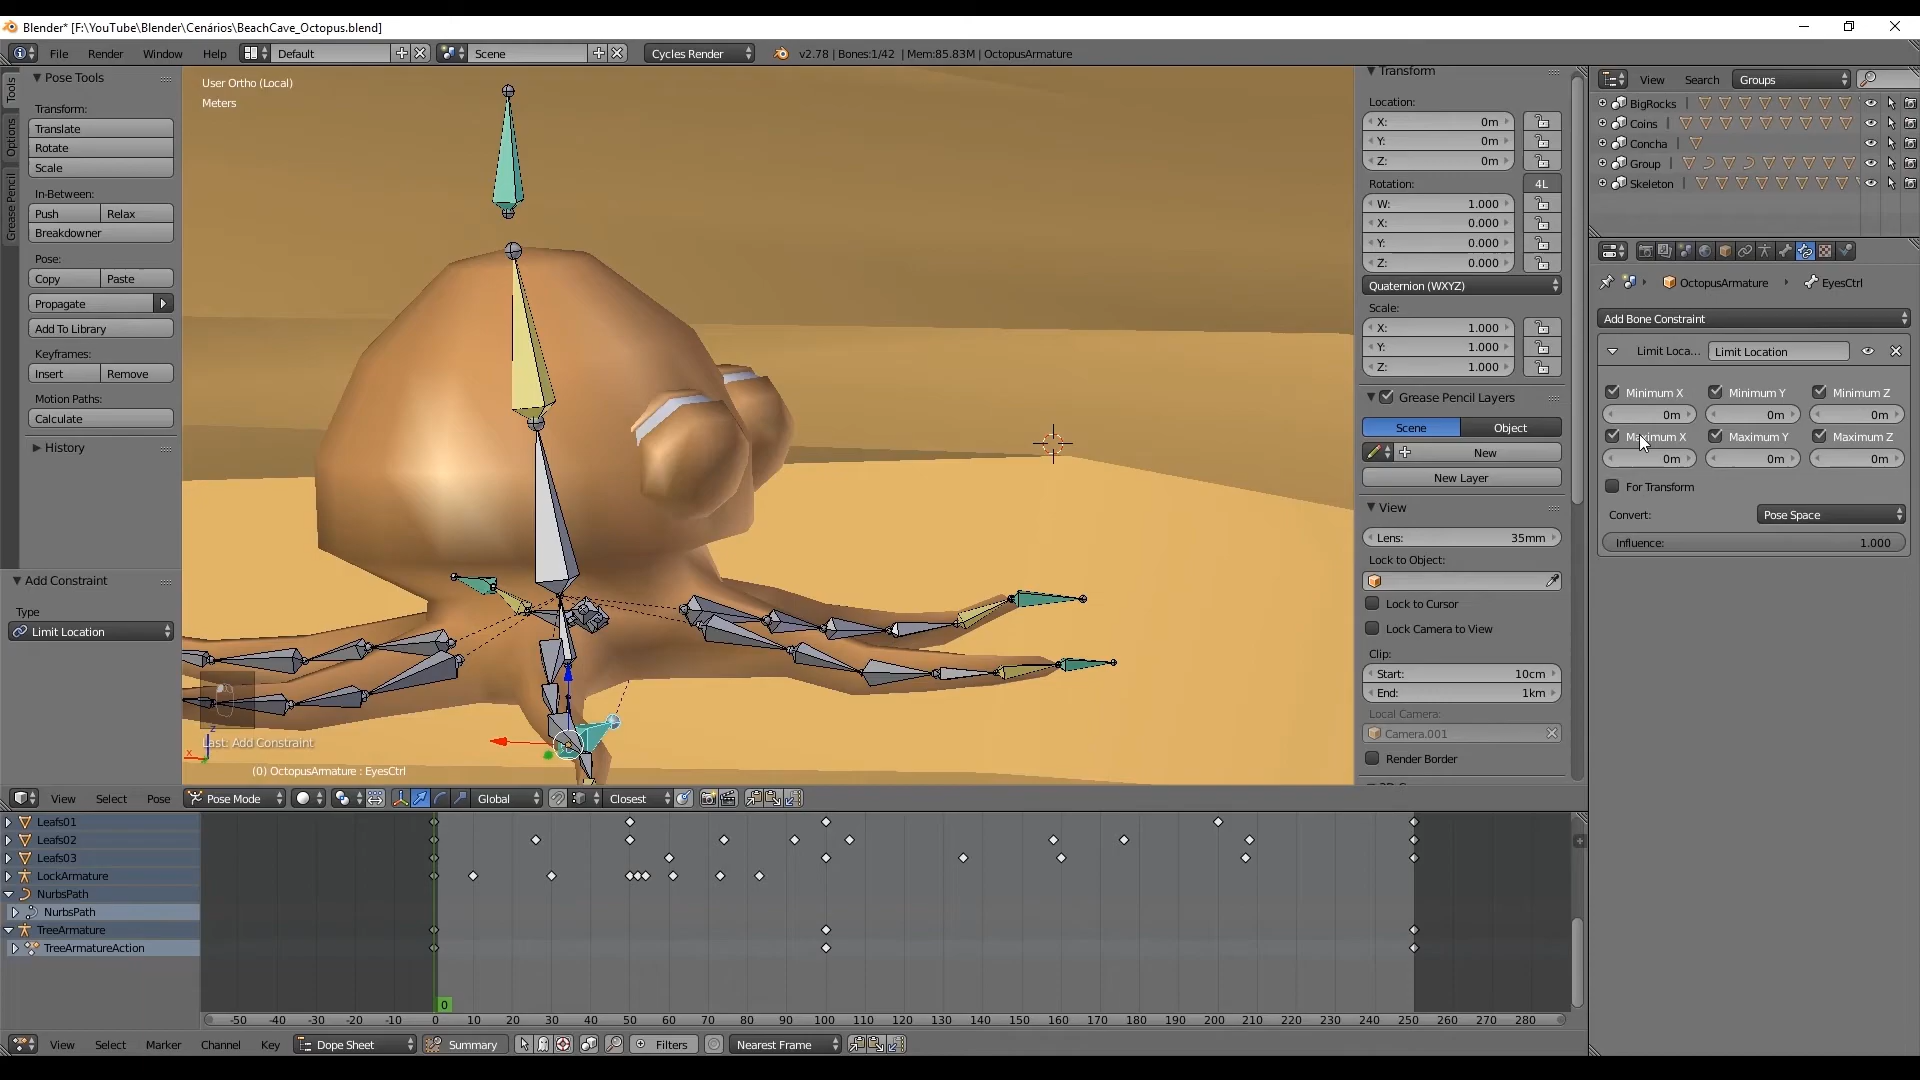 Blender* [F:\YouTube\Blender\Cenários\BeachCave_Octopus.blend]
File Render Window Help Default Scene Cycles Render v2.78 | Bones:1/42 | Mem:85.83M | OctopusArmature
Tools
Options
Grease Pencil
Pose Tools
Transform:
Translate
Rotate
Scale
In-Between:
Push Relax
Breakdowner
Pose:
Copy Paste
Propagate
Add To Library
Keyframes:
Insert Remove
Motion Paths:
Calculate
History
Add Constraint
Type
Limit Location
User Ortho (Local)
Meters
Last: Add Constraint
(0) OctopusArmature : EyesCtrl
Transform
Location:
X: 0m
Y: 0m
Z: 0m
Rotation: 4L
W: 1.000
X: 0.000
Y: 0.000
Z: 0.000
Quaternion (WXYZ)
Scale:
X: 1.000
Y: 1.000
Z: 1.000
Grease Pencil Layers
Scene Object
New
New Layer
View
Lens: 35mm
Lock to Object:
Lock to Cursor
Lock Camera to View
Clip:
Start: 10cm
End: 1km
Local Camera:
Camera.001
Render Border
View Search Groups
BigRocks
Coins
Concha
Group
Skeleton
OctopusArmature EyesCtrl
Add Bone Constraint
Limit Loca... Limit Location
Minimum X Minimum Y Minimum Z
0m 0m 0m
Maximum X Maximum Y Maximum Z
0m 0m 0m
For Transform
Convert: Pose Space
Influence: 1.000
View Select Pose Pose Mode Global Closest
Leafs01
Leafs02
Leafs03
LockArmature
NurbsPath
NurbsPath
TreeArmature
TreeArmatureAction
0
-50 -40 -30 -20 -10 0 10 20 30 40 50 60 70 80 90 100 110 120 130 140 150 160 170 180 190 200 210 220 230 240 250 260 270 280
View Select Marker Channel Key Dope Sheet Summary Filters Nearest Frame